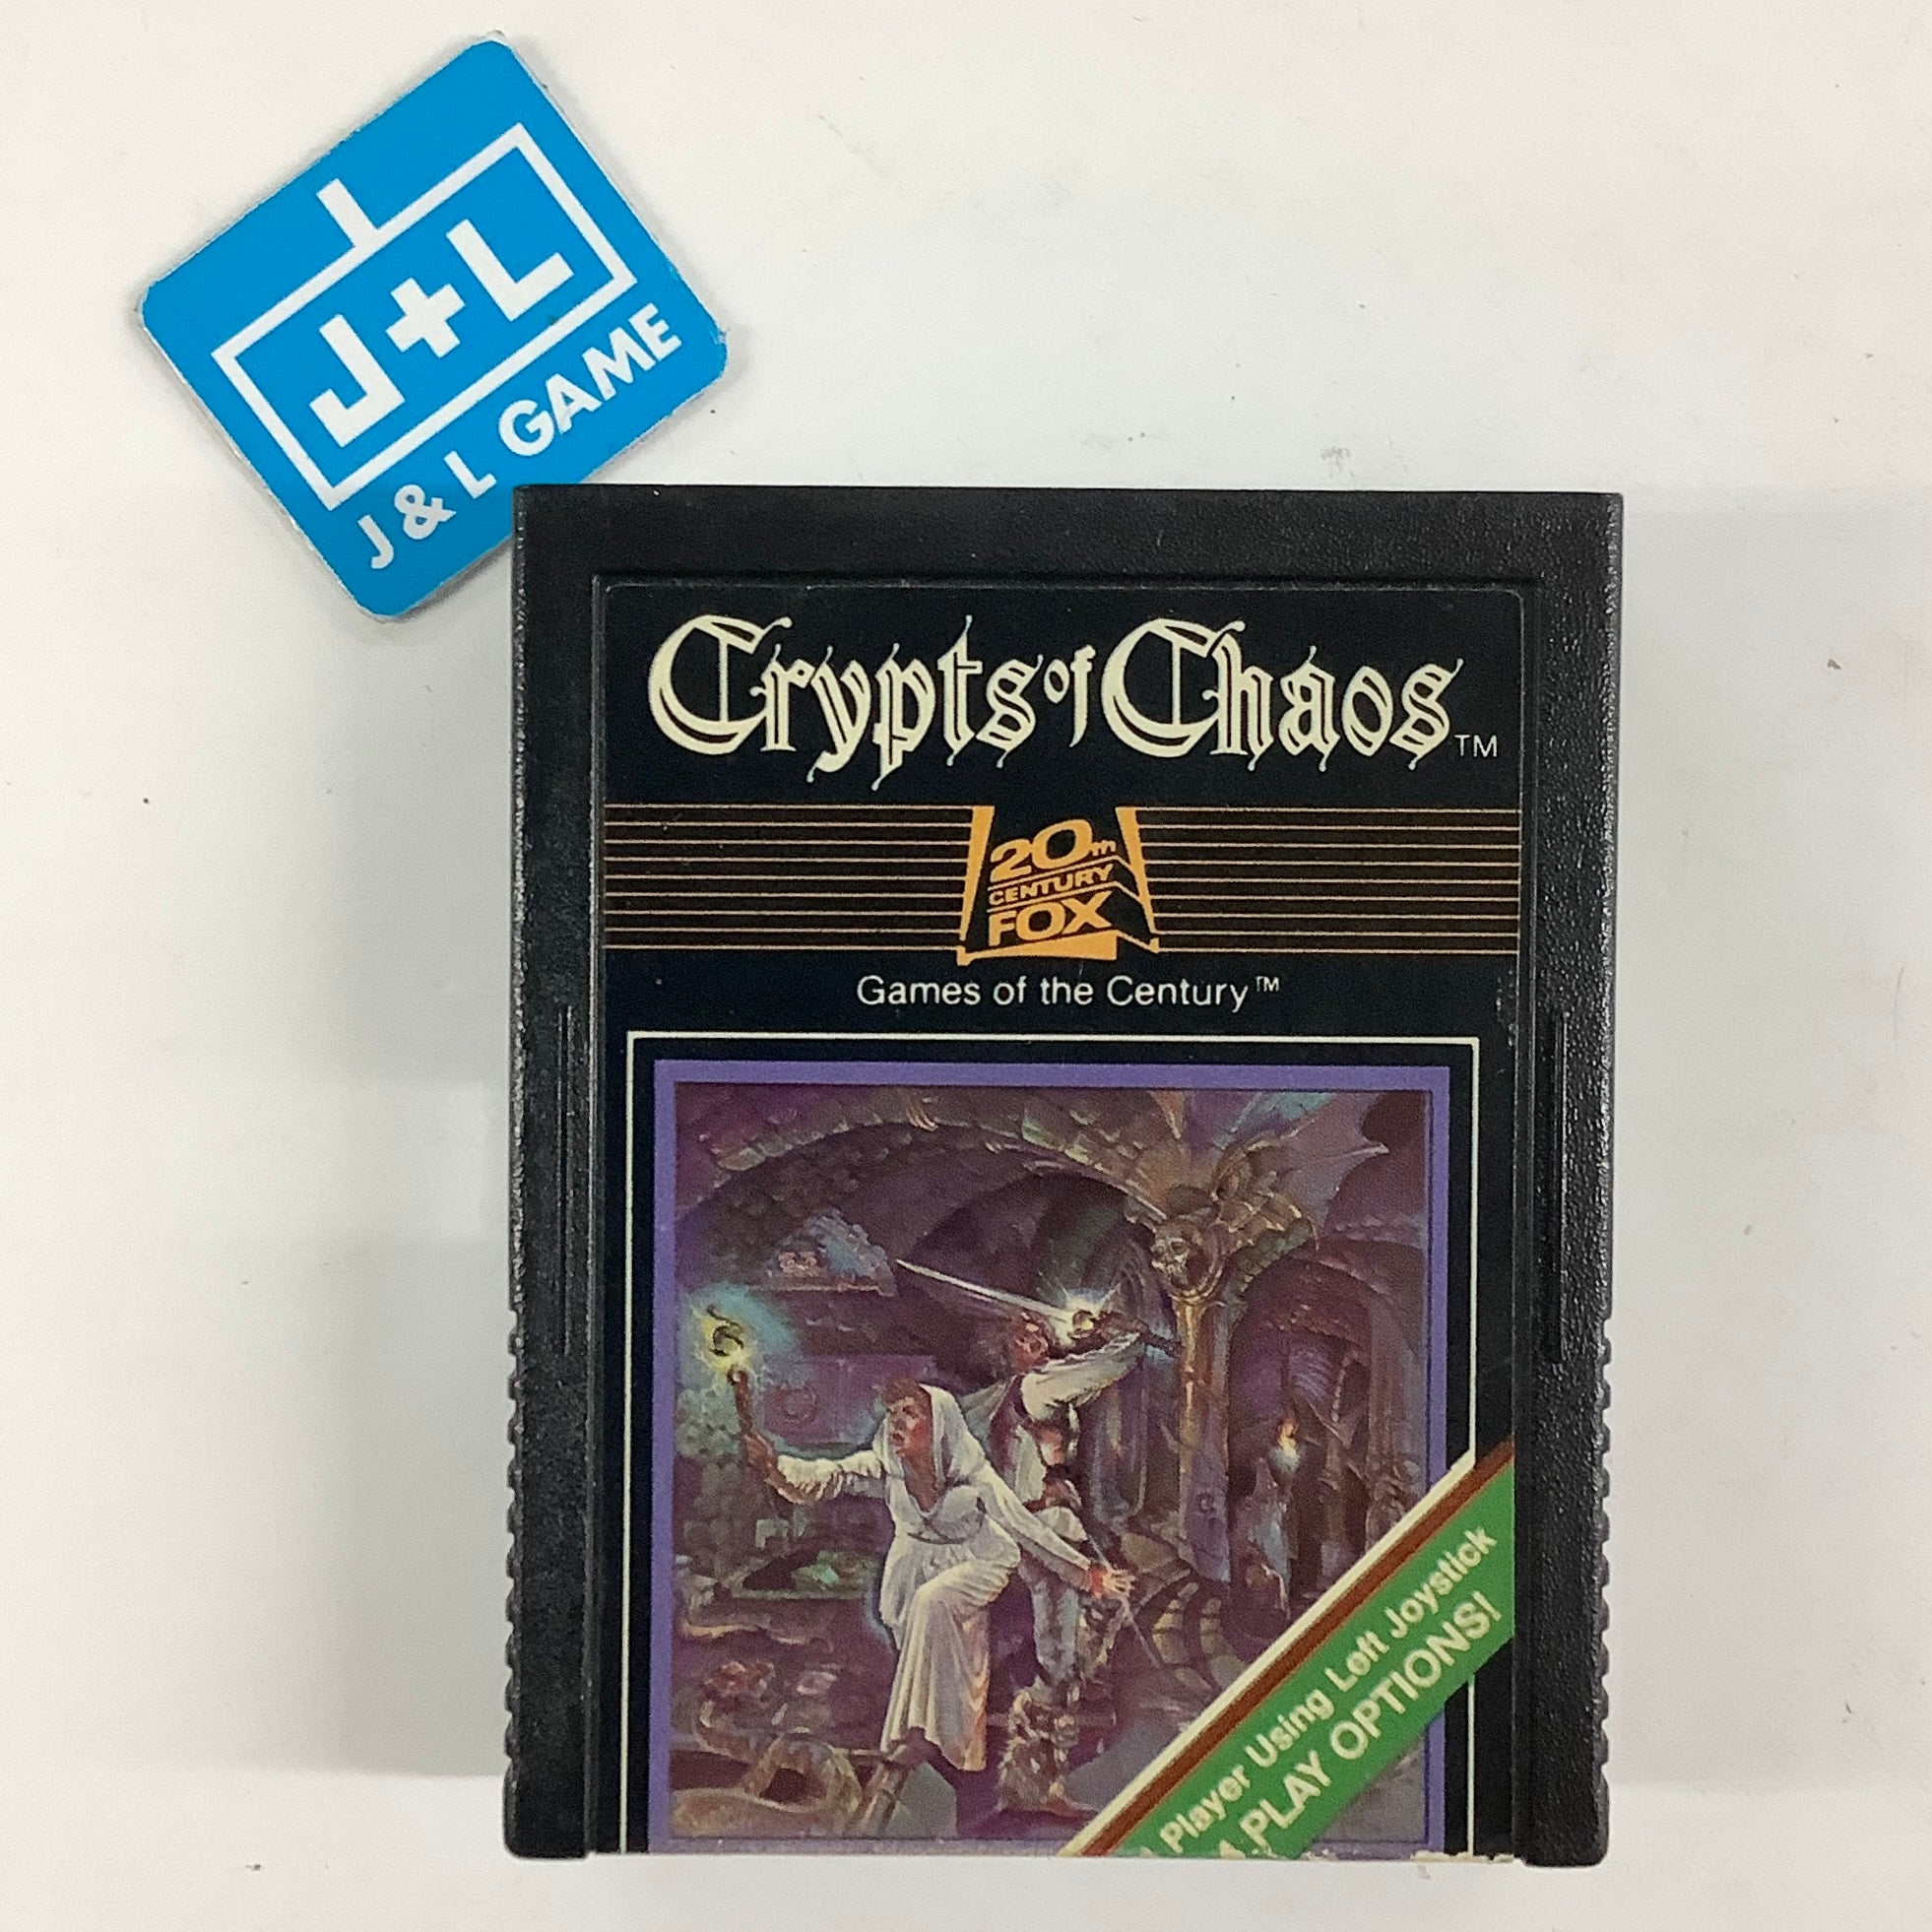 J+L
J & L GAME
Crypts of Chaos TM
20th
CENTURY
FOX
Games of the Century™
Player Using Left Joystick
PLAY OPTIONS!